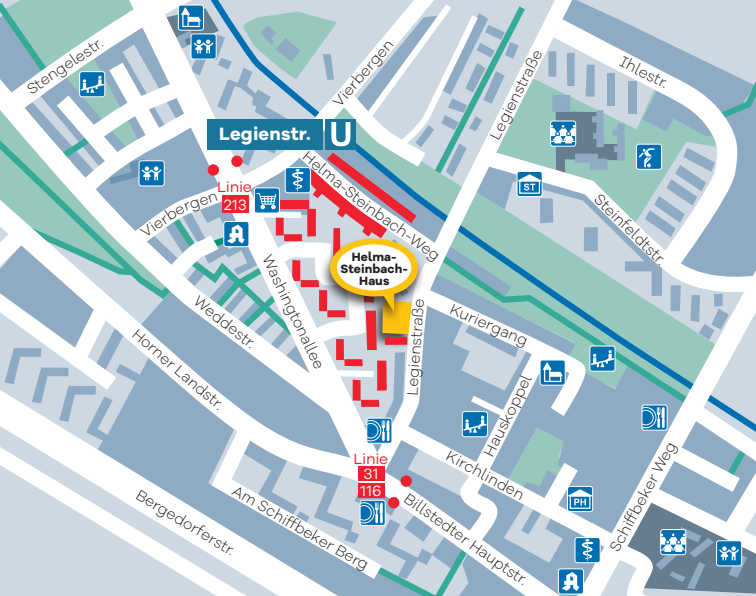 Stengelestr.
Vierbergen
Legienstraße
Ihlestr.
Legienstr. U
Helma-Steinbach-Weg
Linie
213
Vierbergen
ST
Steinfeldtstr.
A
Helma-
Steinbach-
Haus
Washingtonallee
Weddestr.
Legienstraße
Kuriergang
Horner Landstr.
Hauskoppel
Linie
31
116
Kirchlinden
Schiffbeker Weg
Am Schiffbeker Berg
Billstedter Hauptstr.
PH
Bergedorferstr.
A